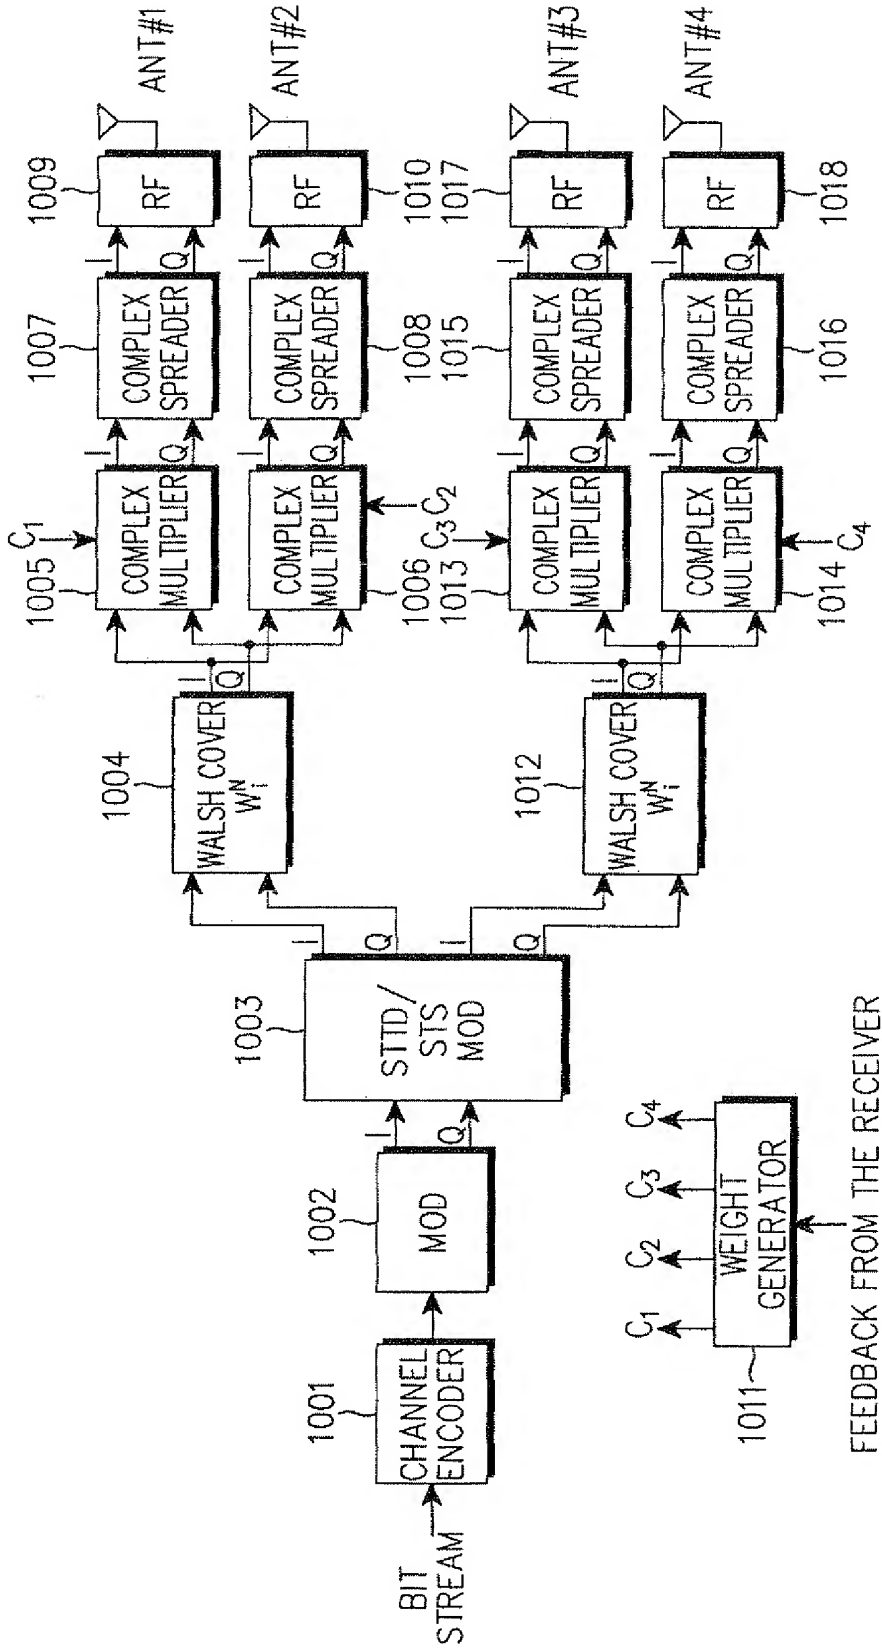 BIT
STREAM
1001
CHANNEL
ENCODER
1002
MOD
I
Q
1003
STTD/
STS
MOD
I
Q
I
Q
1004
WALSH COVER
W_i^N
I
Q
C1
1005
COMPLEX
MULTIPLIER
I
Q
1007
COMPLEX
SPREADER
I
Q
1009
RF
ANT#1
COMPLEX
MULTIPLIER
1006
C2
I
Q
COMPLEX
SPREADER
1008
I
Q
RF
1010
ANT#2
1012
WALSH COVER
W_i^N
I
Q
C3
1013
COMPLEX
MULTIPLIER
I
Q
1015
COMPLEX
SPREADER
I
Q
1017
RF
ANT#3
COMPLEX
MULTIPLIER
1014
C4
I
Q
COMPLEX
SPREADER
1016
I
Q
RF
1018
ANT#4
C1 C2 C3 C4
WEIGHT
GENERATOR
1011
FEEDBACK FROM THE RECEIVER